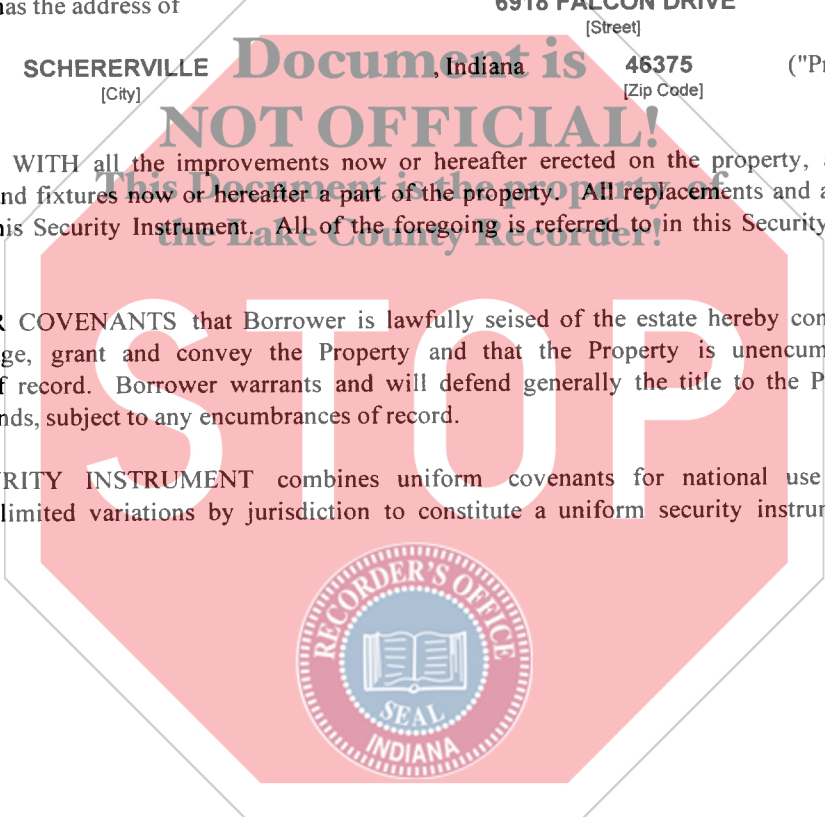 has the address of
6918 FALCON DRIVE
[Street]
SCHERERVILLE , Indiana 46375 ("Pr
[City] [Zip Code]
Document is
NOT OFFICIAL!
This Document is the property of
the Lake County Recorder!
WITH all the improvements now or hereafter erected on the property,
nd fixtures now or hereafter a part of the property. All replacements and a
is Security Instrument. All of the foregoing is referred to in this Security
R COVENANTS that Borrower is lawfully seised of the estate hereby con
ge, grant and convey the Property and that the Property is unencum
f record. Borrower warrants and will defend generally the title to the P
nds, subject to any encumbrances of record.
RITY INSTRUMENT combines uniform covenants for national use
limited variations by jurisdiction to constitute a uniform security instrum
STOP
RECORDER'S OFFICE
SEAL
INDIANA